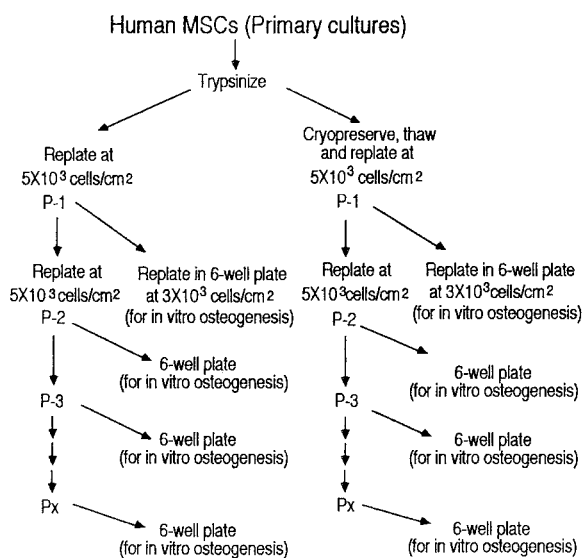 Human MSCs (Primary cultures)
Trypsinize
Replate at
5X10³ cells/cm²
P-1
Replate at
5X10³cells/cm²
P-2
Replate in 6-well plate
at 3X10³ cells/cm²
(for in vitro osteogenesis)
6-well plate
(for in vitro osteogenesis)
P-3
6-well plate
(for in vitro osteogenesis)
Px
6-well plate
(for in vitro osteogenesis)
Cryopreserve, thaw
and replate at
5X10³ cells/cm²
P-1
Replate at
5X10³cells/cm²
P-2
Replate in 6-well plate
at 3X10³cells/cm²
(for in vitro osteogenesis)
6-well plate
(for in vitro osteogenesis)
P-3
6-well plate
(for in vitro osteogenesis)
Px
6-well plate
(for in vitro osteogenesis)